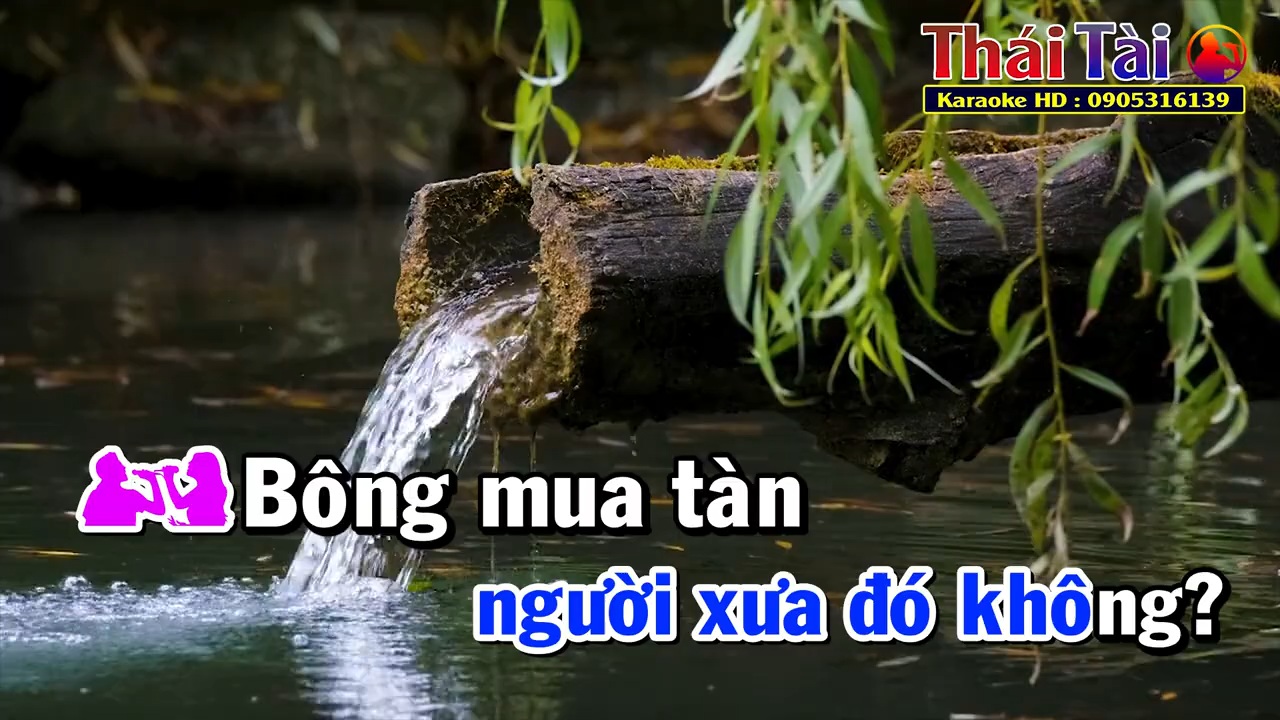 Thái Tài
Karaoke HD : 0905316139
Bông mua tàn
người xưa đó không?